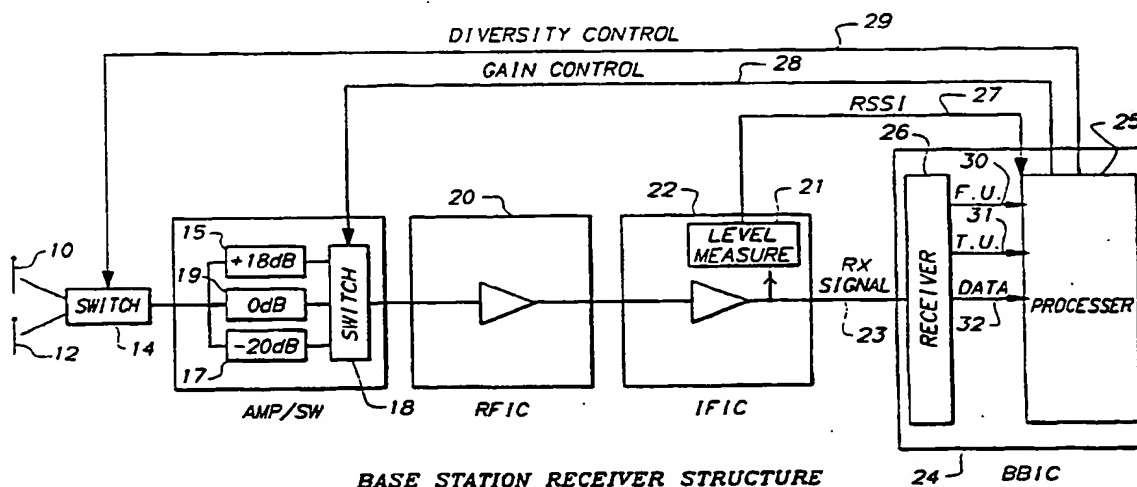 DIVERSITY CONTROL
29
GAIN CONTROL
28
RSSI
27
25
26
30
F.U.
31
T.U.
DATA
32
PROCESSER
RECEIVER
20
22
21
LEVEL
MEASURE
RX
SIGNAL
23
10
12
SWITCH
14
15
+18dB
19
0dB
-20dB
17
SWITCH
18
AMP/SW
RFIC
IFIC
24
BBIC
BASE STATION RECEIVER STRUCTURE